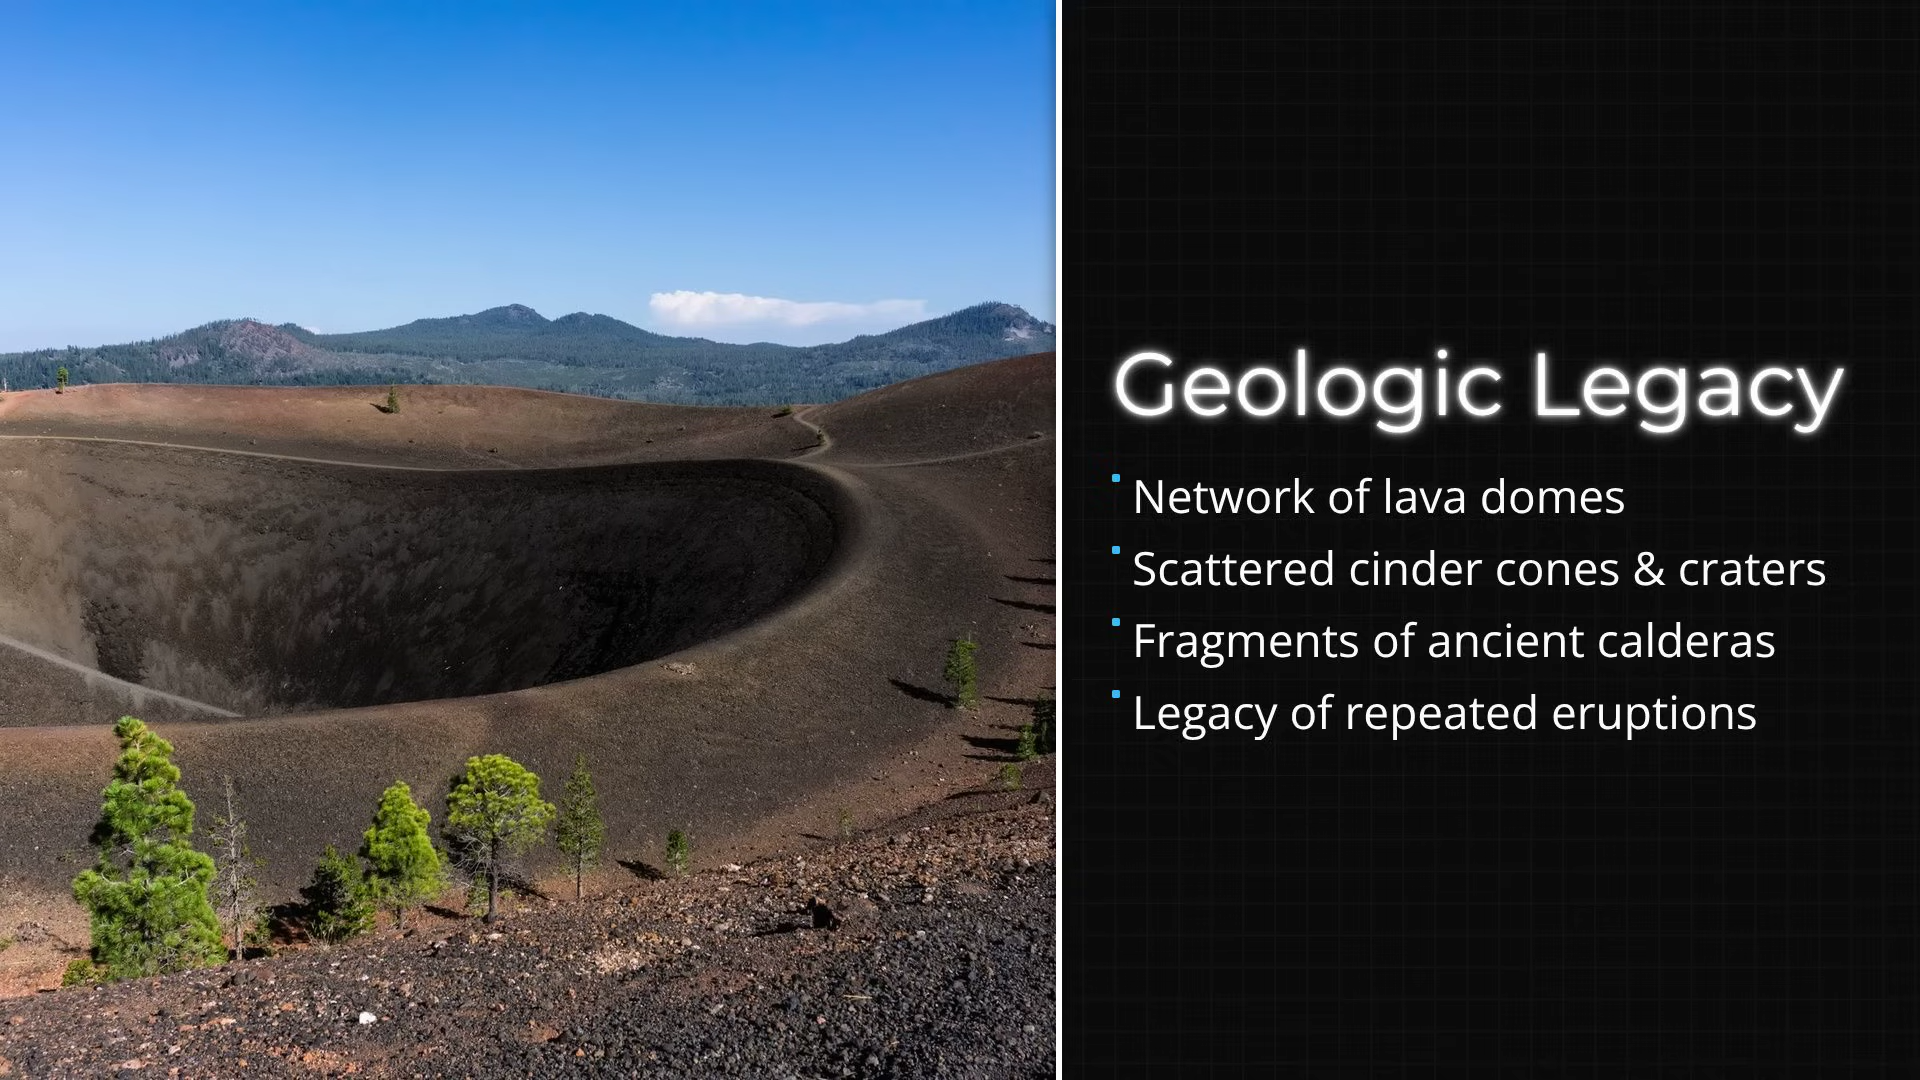 Geologic Legacy
Network of lava domes
Scattered cinder cones & craters
Fragments of ancient calderas
Legacy of repeated eruptions